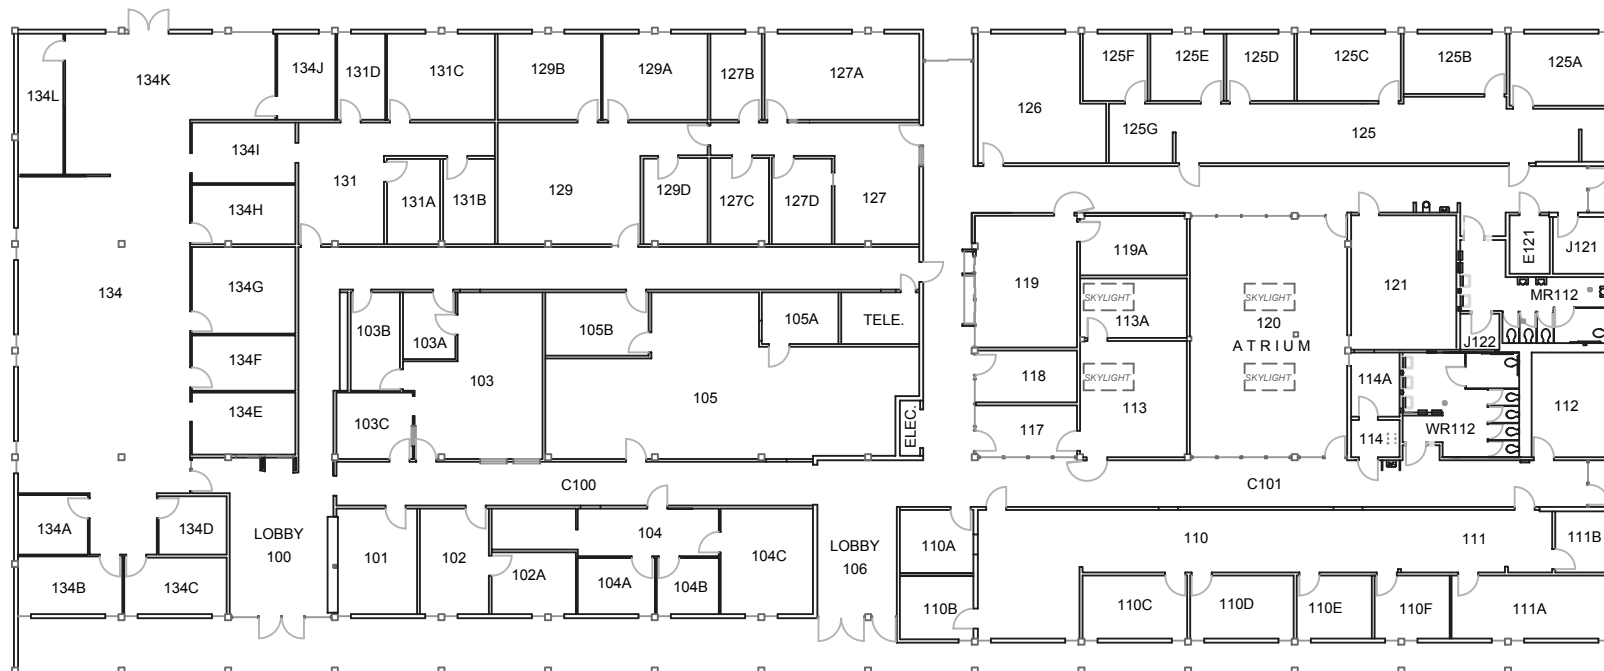 134J
131D
131C
129B
129A
127B
127A
125F
125E
125D
125C
125B
125A
134K
134L
126
125G
125
134I
131
131A
131B
129
129D
127C
127D
127
134H
119A
E121
J121
134
134G
119
SKYLIGHT
113A
SKYLIGHT
120
ATRIUM
121
MR112
103B
103A
105B
105A
TELE.
J122
134F
103
118
SKYLIGHT
113
SKYLIGHT
114A
112
134E
103C
105
ELEC.
117
114
WR112
C100
C101
134A
134D
LOBBY
100
101
102
104
104C
LOBBY
106
110A
110
111
111B
134B
134C
102A
104A
104B
110B
110C
110D
110E
110F
111A